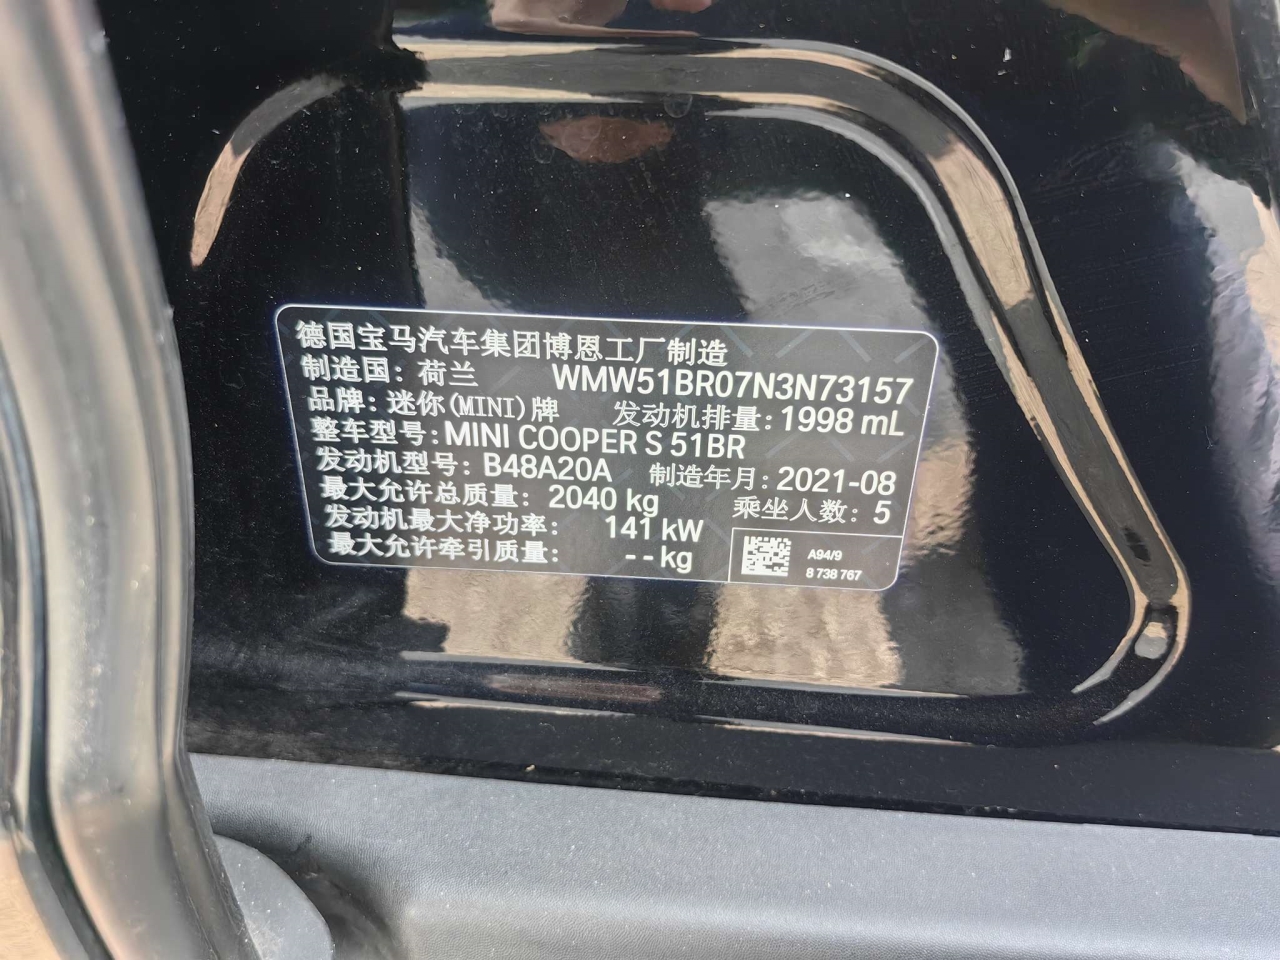 德国宝马汽车集团博恩工厂制造
制造国: 荷兰 WMW51BR07N3N73157
品牌: 迷你(MINI)牌 发动机排量: 1998 mL
整车型号: MINI COOPER S 51BR
发动机型号: B48A20A 制造年月: 2021-08
最大允许总质量: 2040 kg 乘坐人数: 5
发动机最大净功率: 141 kW
最大允许牵引质量: -- kg
A94/9
8 738 767